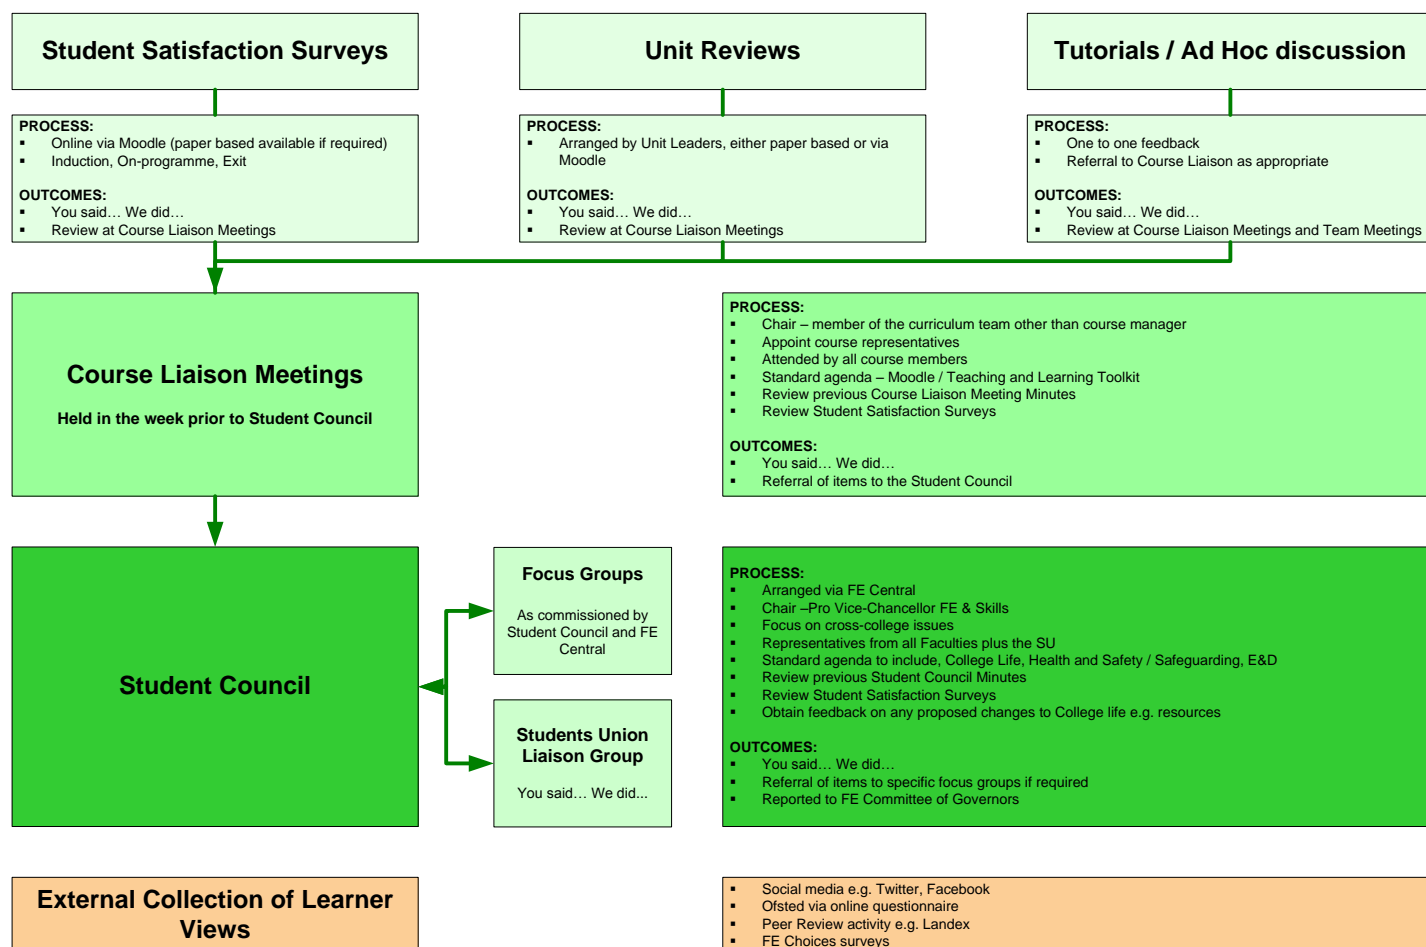 Student Satisfaction Surveys
PROCESS:
▪ Online via Moodle (paper based available if required)
▪ Induction, On-programme, Exit
OUTCOMES:
▪ You said… We did…
▪ Review at Course Liaison Meetings
Unit Reviews
PROCESS:
▪ Arranged by Unit Leaders, either paper based or via
Moodle
OUTCOMES:
▪ You said… We did…
▪ Review at Course Liaison Meetings
Tutorials / Ad Hoc discussion
PROCESS:
▪ One to one feedback
▪ Referral to Course Liaison as appropriate
OUTCOMES:
▪ You said… We did…
▪ Review at Course Liaison Meetings and Team Meetings
Course Liaison Meetings
Held in the week prior to Student Council
PROCESS:
▪ Chair – member of the curriculum team other than course manager
▪ Appoint course representatives
▪ Attended by all course members
▪ Standard agenda – Moodle / Teaching and Learning Toolkit
▪ Review previous Course Liaison Meeting Minutes
▪ Review Student Satisfaction Surveys
OUTCOMES:
▪ You said… We did…
▪ Referral of items to the Student Council
Student Council
Focus Groups
As commissioned by
Student Council and FE
Central
Students Union
Liaison Group
You said… We did...
PROCESS:
▪ Arranged via FE Central
▪ Chair –Pro Vice-Chancellor FE & Skills
▪ Focus on cross-college issues
▪ Representatives from all Faculties plus the SU
▪ Standard agenda to include, College Life, Health and Safety / Safeguarding, E&D
▪ Review previous Student Council Minutes
▪ Review Student Satisfaction Surveys
▪ Obtain feedback on any proposed changes to College life e.g. resources
OUTCOMES:
▪ You said… We did…
▪ Referral of items to specific focus groups if required
▪ Reported to FE Committee of Governors
External Collection of Learner
Views
▪ Social media e.g. Twitter, Facebook
▪ Ofsted via online questionnaire
▪ Peer Review activity e.g. Landex
▪ FE Choices surveys